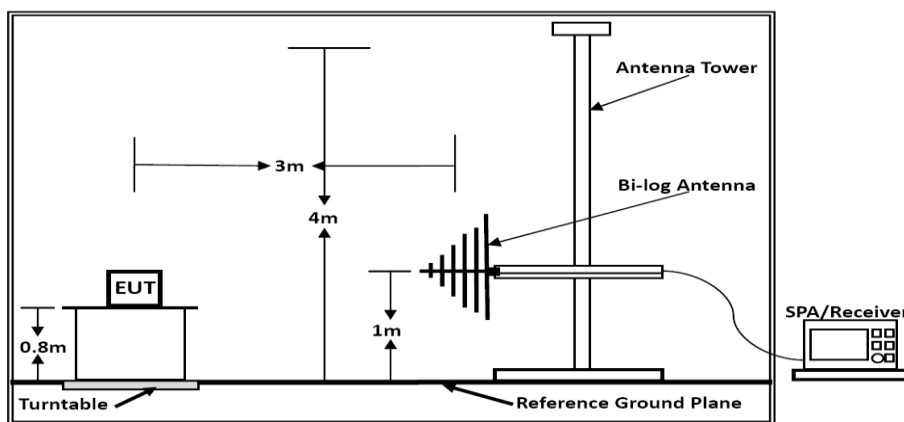 Antenna Tower
3m
Bi-log Antenna
4m
EUT
SPA/Receiver
1m
0.8m
Turntable
Reference Ground Plane